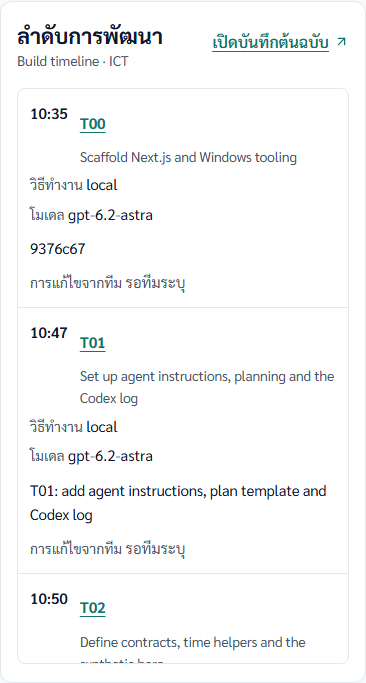 ลำดับการพัฒนา
เปิดบันทึกต้นฉบับ ↗
Build timeline · ICT
10:35
T00
Scaffold Next.js and Windows tooling
วิธีทำงาน local
โมเดล gpt-6.2-astra
9376c67
การแก้ไขจากทีม รอทีมระบุ
10:47
T01
Set up agent instructions, planning and the
Codex log
วิธีทำงาน local
โมเดล gpt-6.2-astra
T01: add agent instructions, plan template and
Codex log
การแก้ไขจากทีม รอทีมระบุ
10:50
T02
Define contracts, time helpers and the
synthetic hero